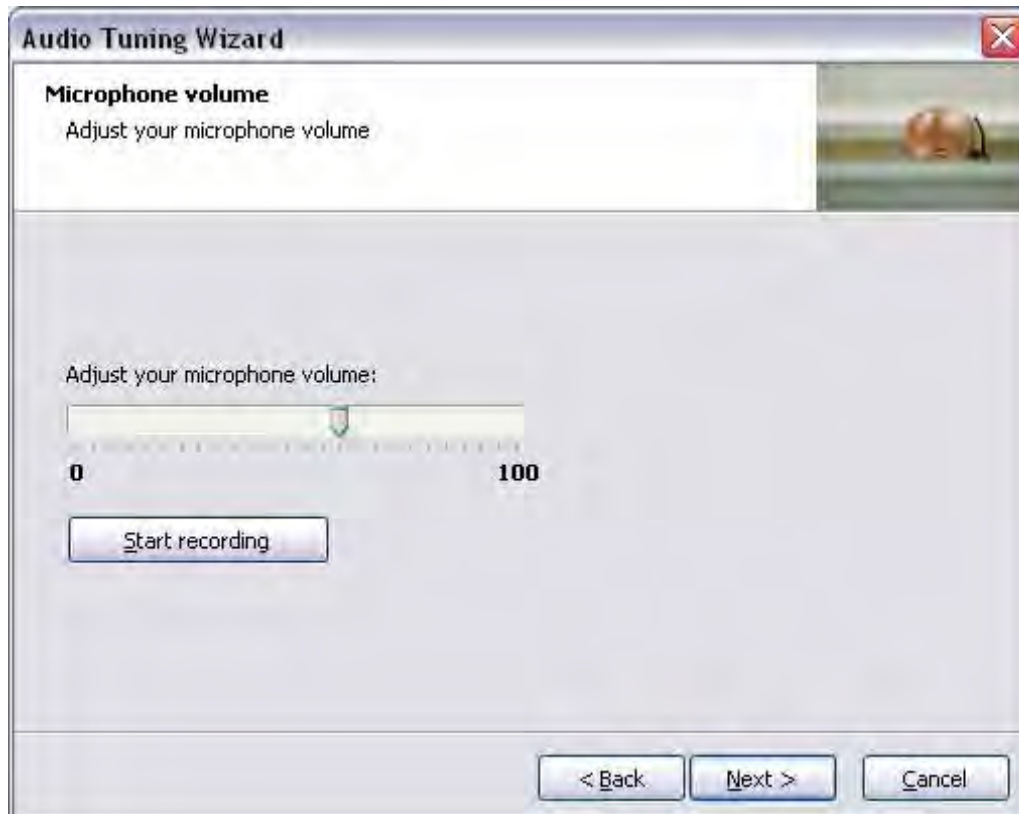 Audio Tuning Wizard
Microphone volume
Adjust your microphone volume
Adjust your microphone volume:
0 100
Start recording
< Back Next > Cancel